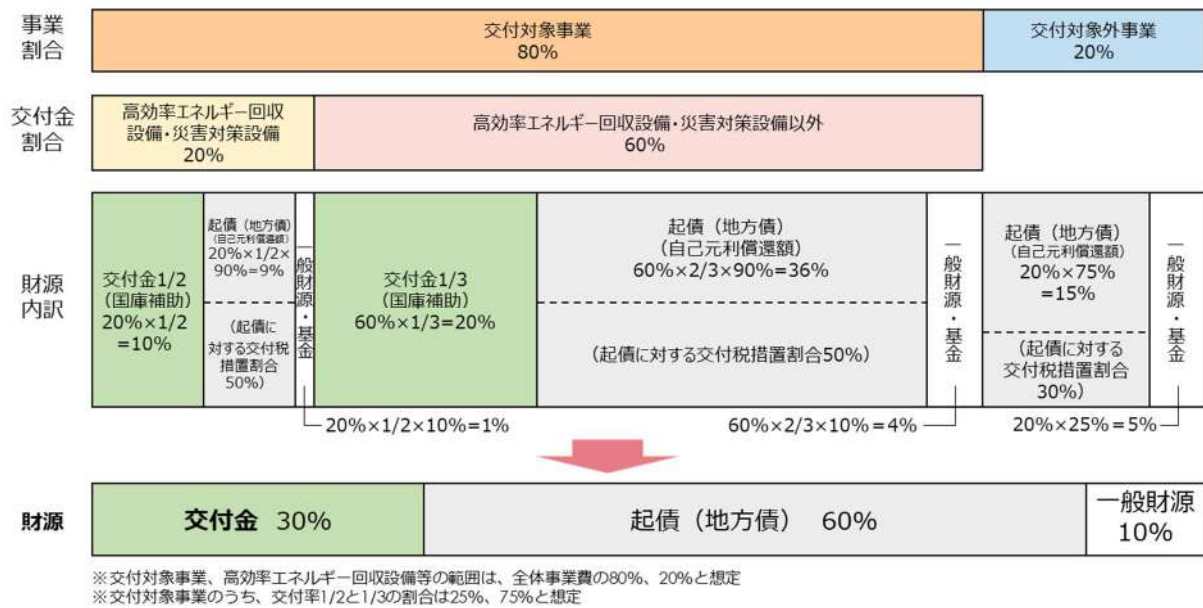 事業
割合
交付対象事業
80%
交付対象外事業
20%
交付金
割合
高効率エネルギー回収
設備・災害対策設備
20%
高効率エネルギー回収設備・災害対策設備以外
60%
財源
内訳
交付金1/2
（国庫補助）
20%×1/2
=10%
起債（地方債）
（自己元利償還額）
20%×1/2×
90%=9%
（起債に
対する交付税
措置割合
50%）
一般財源・基金
交付金1/3
（国庫補助）
60%×1/3=20%
起債（地方債）
（自己元利償還額）
60%×2/3×90%=36%
（起債に対する交付税措置割合50%）
一般財源・基金
起債（地方債）
（自己元利償還額）
20%×75%
=15%
（起債に対する
交付税措置割合
30%）
一般財源・基金
20%×1/2×10%=1%
60%×2/3×10%=4%
20%×25%=5%
財源
交付金 30%
起債（地方債） 60%
一般財源
10%
※交付対象事業、高効率エネルギー回収設備等の範囲は、全体事業費の80%、20%と想定
※交付対象事業のうち、交付率1/2と1/3の割合は25%、75%と想定